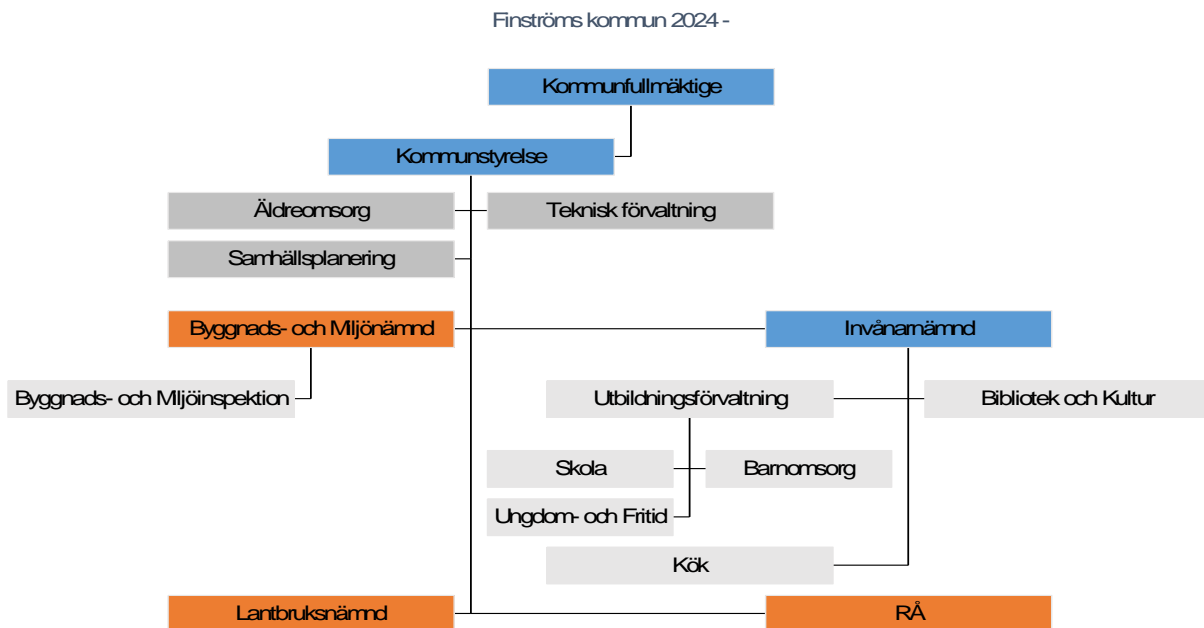 Finströms kommun 2024 -
Kommunfullmäktige
Kommunstyrelse
Äldreomsorg
Teknisk förvaltning
Samhällsplanering
Byggnads- och Miljönämnd
Invånarnämnd
Byggnads- och Miljöinspektion
Utbildningsförvaltning
Bibliotek och Kultur
Skola
Barnomsorg
Ungdom- och Fritid
Kök
Lantbruksnämnd
RÅ